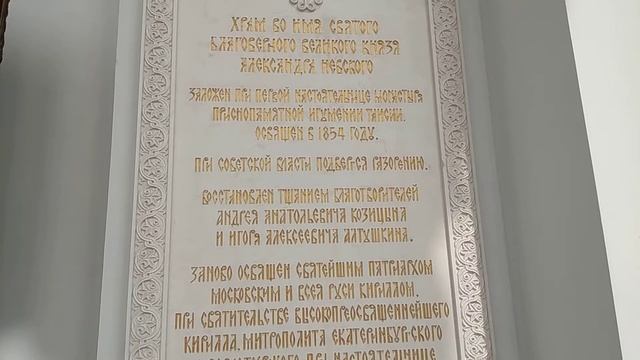 ХРАМ ВО ИМЯ СВЯТОГО
БЛАГОВЕРНОГО ВЕЛИКОГО КНЯЗЯ
АЛЕКСАНДРА НЕВСКОГО
ЗАЛОЖЕН ПРИ ПЕРВОЙ НАСТОЯТЕЛЬНИЦЕ МОНАСТЫРЯ
ПРИСНОПАМЯТНОЙ ИГУМЕНИИ ТАИСИИ.
ОСВЯЩЕН В 1854 ГОДУ.
ПРИ СОВЕТСКОЙ ВЛАСТИ ПОДВЕРГСЯ РАЗОРЕНИЮ.
ВОССТАНОВЛЕН ТЩАНИЕМ БЛАГОТВОРИТЕЛЕЙ
АНДРЕЯ АНАТОЛЬЕВИЧА КОЗИЦЫНА
И ИГОРЯ АЛЕКСЕЕВИЧА АЛТУШКИНА.
ЗАНОВО ОСВЯЩЕН СВЯТЕЙШИМ ПАТРИАРХОМ
МОСКОВСКИМ И ВСЕЯ РУСИ КИРИЛЛОМ.
ПРИ СВЯТИТЕЛЬСТВЕ ВЫСОКОПРЕОСВЯЩЕННЕЙШЕГО
КИРИЛЛА, МИТРОПОЛИТА ЕКАТЕРИНБУРГСКОГО
ПРИ НАСТОЯТЕЛЬНИЦЕ